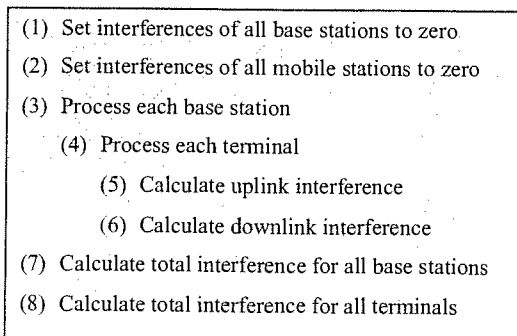 (1) Set interferences of all base stations to zero
(2) Set interferences of all mobile stations to zero
(3) Process each base station
(4) Process each terminal
(5) Calculate uplink interference
(6) Calculate downlink interference
(7) Calculate total interference for all base stations
(8) Calculate total interference for all terminals